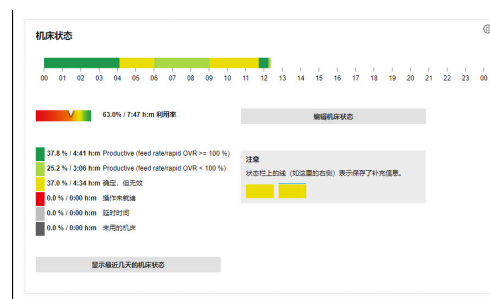 机床状态
00 01 02 03 04 05 06 07 08 09 10 11 12 13 14 15 16 17 18 19 20 21 22 23 00
63.0% / 7:47 h:m 利用率
编辑机床状态
37.8 % / 4:41 h:m Productive (feed rate/rapid OVR >= 100 %)
25.2 % / 3:06 h:m Productive (feed rate/rapid OVR < 100 %)
37.0 % / 4:34 h:m 确定，但无效
0.0 % / 0:00 h:m 操作未就绪
0.0 % / 0:00 h:m 延时时间
0.0 % / 0:00 h:m 未用的机床
注意
状态栏上的线（如这里的右侧）表示保存了补充信息。
显示最近几天的机床状态